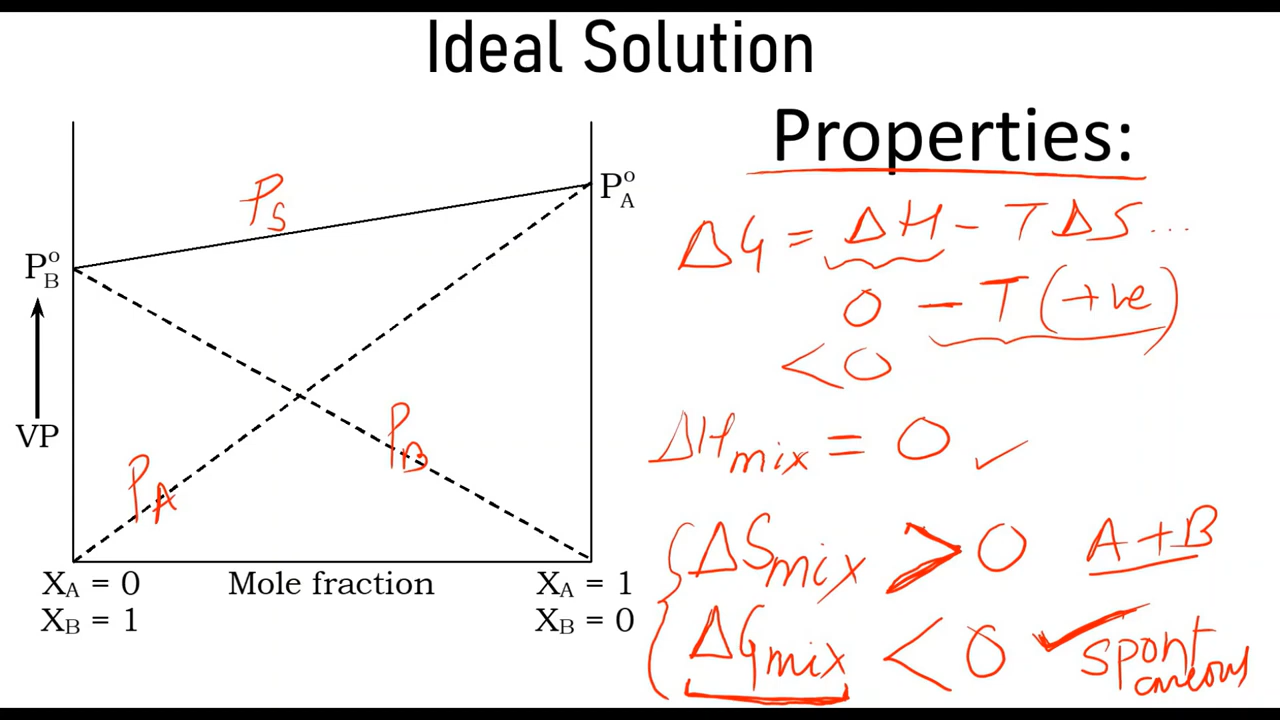 Ideal Solution
Properties:
P°A
P°B
VP
XA = 0
XB = 1
Mole fraction
XA = 1
XB = 0
PS
PA
PB
ΔG = ΔH - TΔS...
0 - T (+ve)
< 0
ΔHmix = 0 ✓
ΔSmix > 0 A + B
ΔGmix < 0 ✓ spontaneous